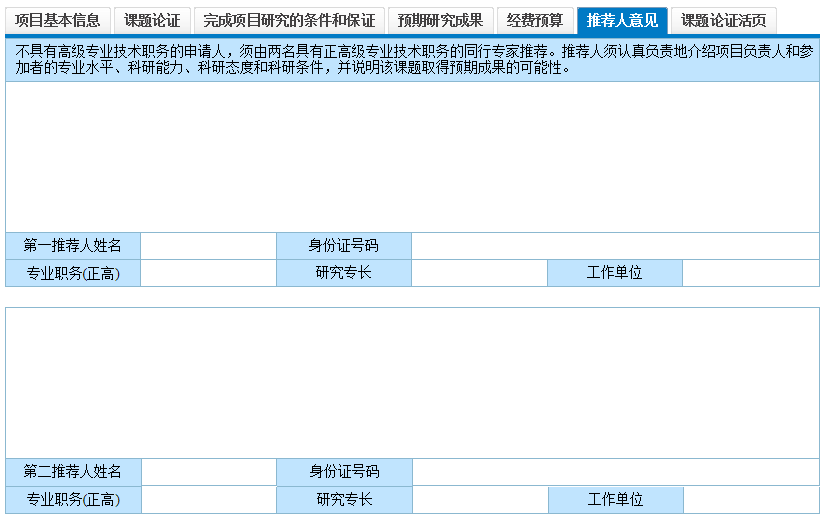 项目基本信息 课题论证 完成项目研究的条件和保证 预期研究成果 经费预算 推荐人意见 课题论证活页
不具有高级专业技术职务的申请人，须由两名具有正高级专业技术职务的同行专家推荐。推荐人须认真负责地介绍项目负责人和参
加者的专业水平、科研能力、科研态度和科研条件，并说明该课题取得预期成果的可能性。
第一推荐人姓名 身份证号码
专业职务(正高) 研究专长 工作单位
第二推荐人姓名 身份证号码
专业职务(正高) 研究专长 工作单位